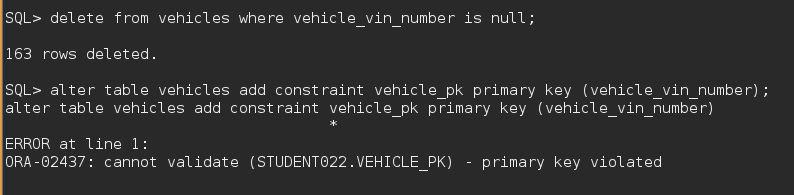 SQL> delete from vehicles where vehicle_vin_number is null;
163 rows deleted.
SQL> alter table vehicles add constraint vehicle_pk primary key (vehicle_vin_number);
alter table vehicles add constraint vehicle_pk primary key (vehicle_vin_number)
*
ERROR at line 1:
ORA-02437: cannot validate (STUDENT022.VEHICLE_PK) - primary key violated